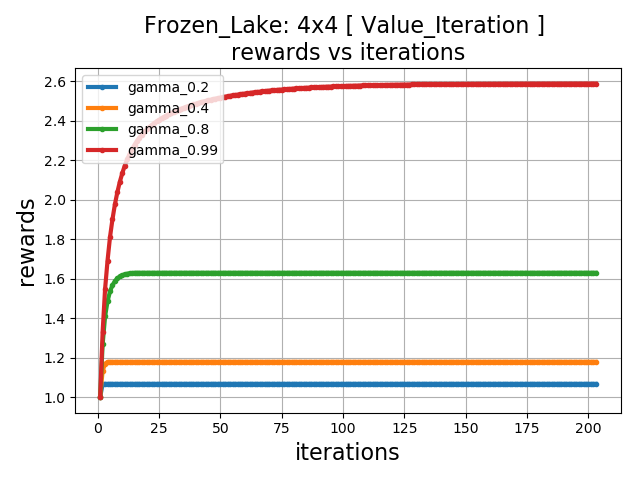 Frozen_Lake: 4x4 [ Value_Iteration ]
rewards vs iterations
gamma_0.2
gamma_0.4
gamma_0.8
gamma_0.99
rewards
2.6
2.4
2.2
2.0
1.8
1.6
1.4
1.2
1.0
0 25 50 75 100 125 150 175 200
iterations